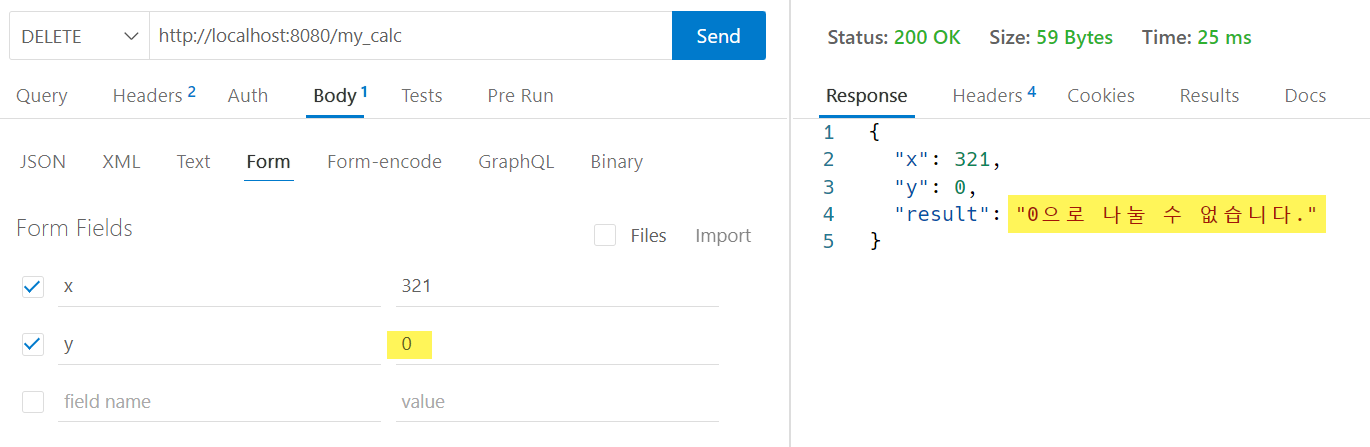 DELETE http://localhost:8080/my_calc Send
Query Headers 2 Auth Body 1 Tests Pre Run
JSON XML Text Form Form-encode GraphQL Binary
Form Fields Files Import
x 321
y 0
field name value
Status: 200 OK Size: 59 Bytes Time: 25 ms
Response Headers 4 Cookies Results Docs
1 {
2 "x": 321,
3 "y": 0,
4 "result": "0으로 나눌 수 없습니다."
5 }